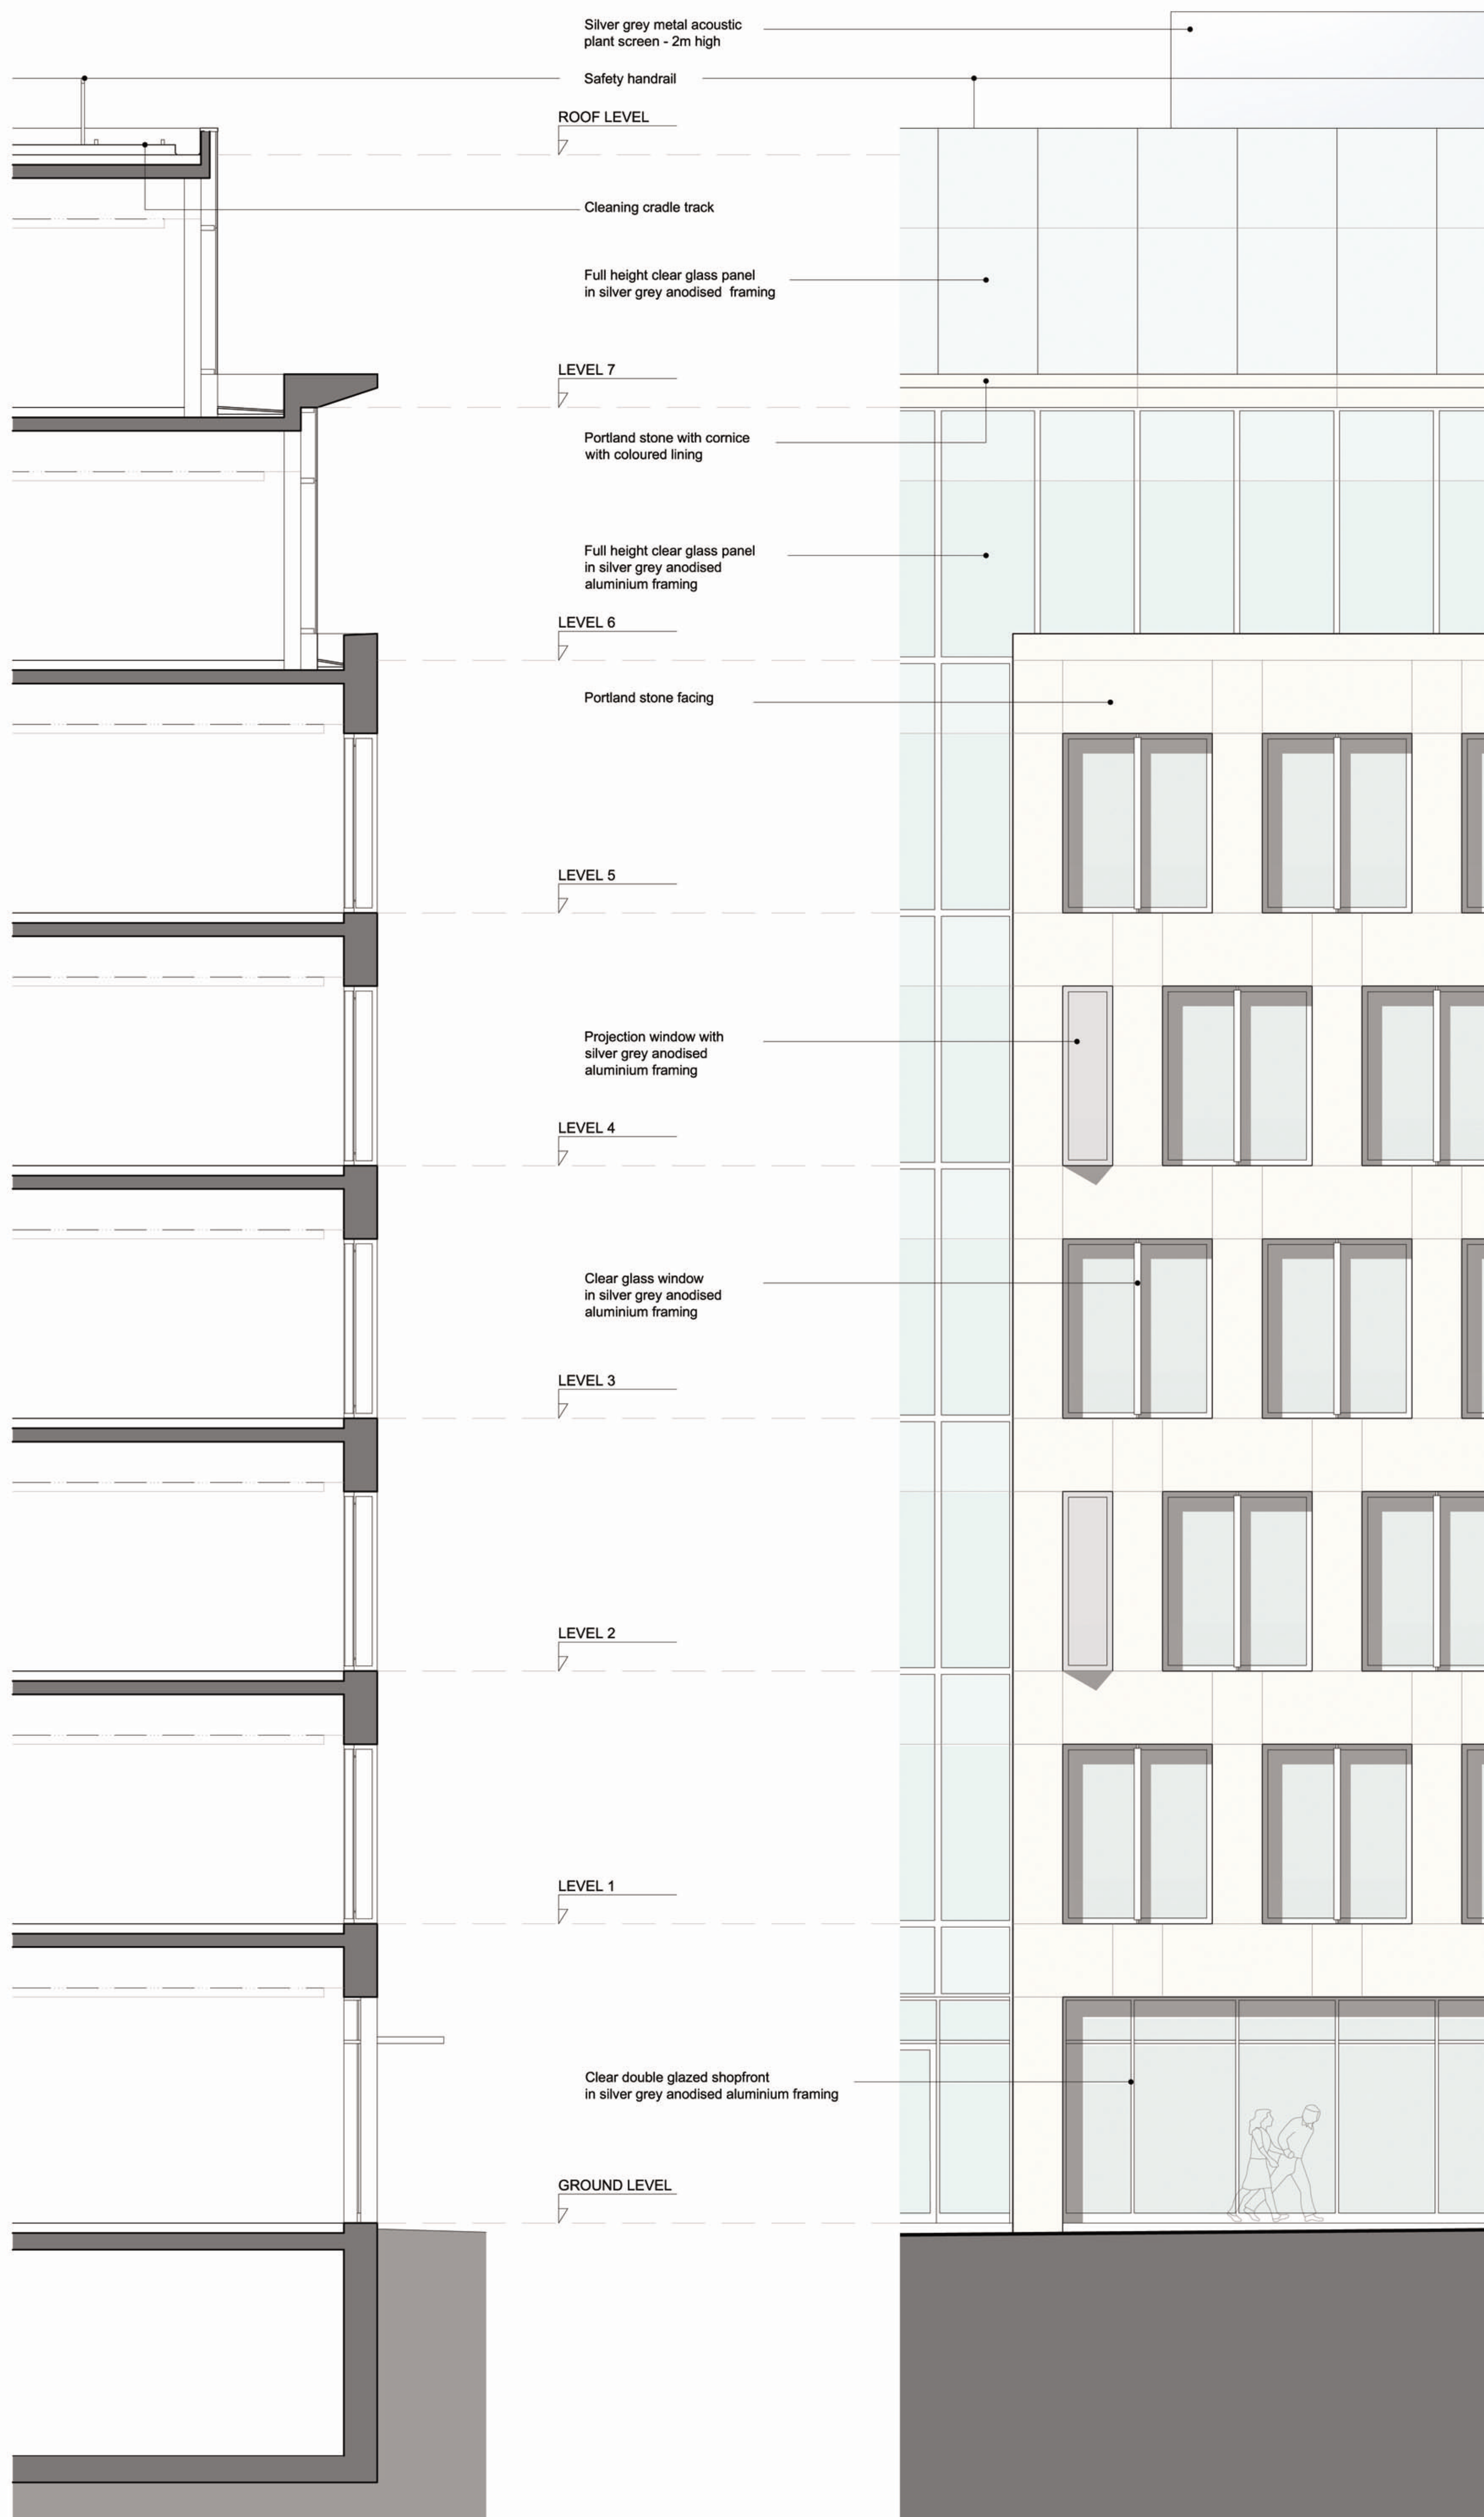 Silver grey metal acoustic
plant screen - 2m high
Safety handrail
ROOF LEVEL
Cleaning cradle track
Full height clear glass panel
in silver grey anodised framing
LEVEL 7
Portland stone with cornice
with coloured lining
Full height clear glass panel
in silver grey anodised
aluminium framing
LEVEL 6
Portland stone facing
LEVEL 5
Projection window with
silver grey anodised
aluminium framing
LEVEL 4
Clear glass window
in silver grey anodised
aluminium framing
LEVEL 3
LEVEL 2
LEVEL 1
Clear double glazed shopfront
in silver grey anodised aluminium framing
GROUND LEVEL